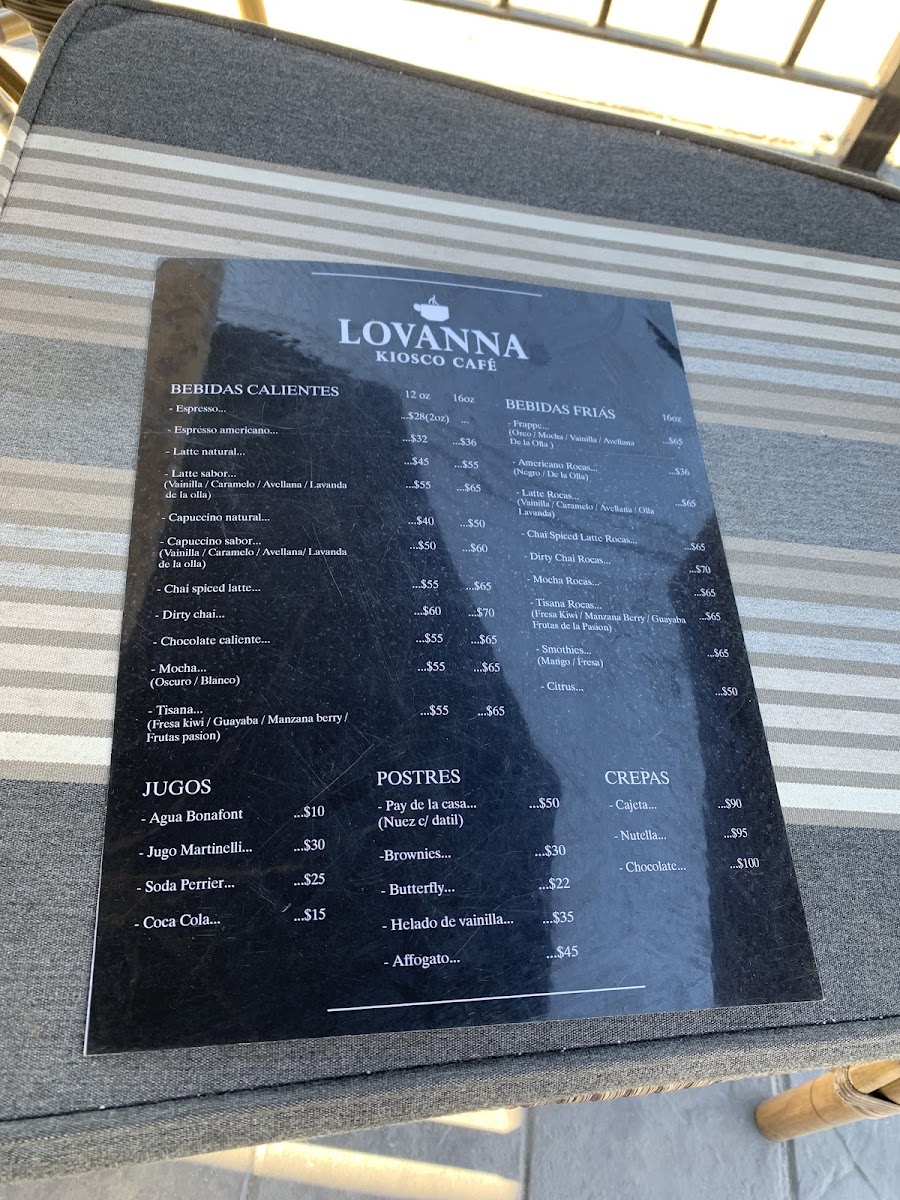 LOVANNA
KIOSCO CAFÉ
BEBIDAS CALIENTES 12 oz 16oz
- Espresso... ...$28(2oz) ...
- Espresso americano... ...$32 ...$36
- Latte natural... ...$45 ...$55
- Latte sabor... ...$55 ...$65
(Vainilla / Caramelo / Avellana / Lavanda
de la olla)
- Capuccino natural... ...$40 ...$50
- Capuccino sabor... ...$50 ...$60
(Vainilla / Caramelo / Avellana/ Lavanda
de la olla)
- Chai spiced latte... ...$55 ...$65
- Dirty chai... ...$60 ...$70
- Chocolate caliente... ...$55 ...$65
- Mocha... ...$55 ...$65
(Oscuro / Blanco)
- Tisana... ...$55 ...$65
(Fresa kiwi / Guayaba / Manzana berry /
Frutas pasion)
BEBIDAS FRIÁS 16oz
- Frappe... ...$65
(Oreo / Mocha / Vainilla / Avellana
De la Olla )
- Americano Rocas... ...$36
(Negro / De la Olla)
- Latte Rocas... ...$65
(Vainilla / Caramelo / Avellana / Olla
Lavanda)
- Chai Spiced Latte Rocas... ...$65
- Dirty Chai Rocas... ...$70
- Mocha Rocas... ...$65
- Tisana Rocas... ...$65
(Fresa Kiwi / Manzana Berry / Guayaba
Frutas de la Pasion)
- Smothies... ...$65
(Mango / Fresa)
- Citrus... ...$50
JUGOS
- Agua Bonafont ...$10
- Jugo Martinelli... ...$30
- Soda Perrier... ...$25
- Coca Cola... ...$15
POSTRES
- Pay de la casa... ...$50
(Nuez c/ datil)
-Brownies... ...$30
- Butterfly... ...$22
- Helado de vainilla... ...$35
- Affogato... ...$45
CREPAS
- Cajeta... ...$90
- Nutella... ...$95
- Chocolate... ...$100